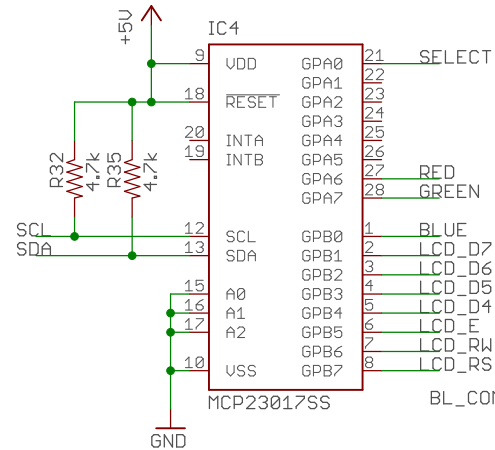 +5V
IC4
9 VDD GPA0 21 SELECT
GPA1 22
18 RESET GPA2 23
GPA3 24
20 INTA GPA4 25
19 INTB GPA5 26
R32 4.7k R35 4.7k
GPA6 27 RED
GPA7 28 GREEN
SCL 12 SCL GPB0 1 BLUE
SDA 13 SDA GPB1 2 LCD_D7
GPB2 3 LCD_D6
15 A0 GPB3 4 LCD_D5
16 A1 GPB4 5 LCD_D4
17 A2 GPB5 6 LCD_E
GPB6 7 LCD_RW
10 VSS GPB7 8 LCD_RS
MCP23017SS
BL_CON
GND